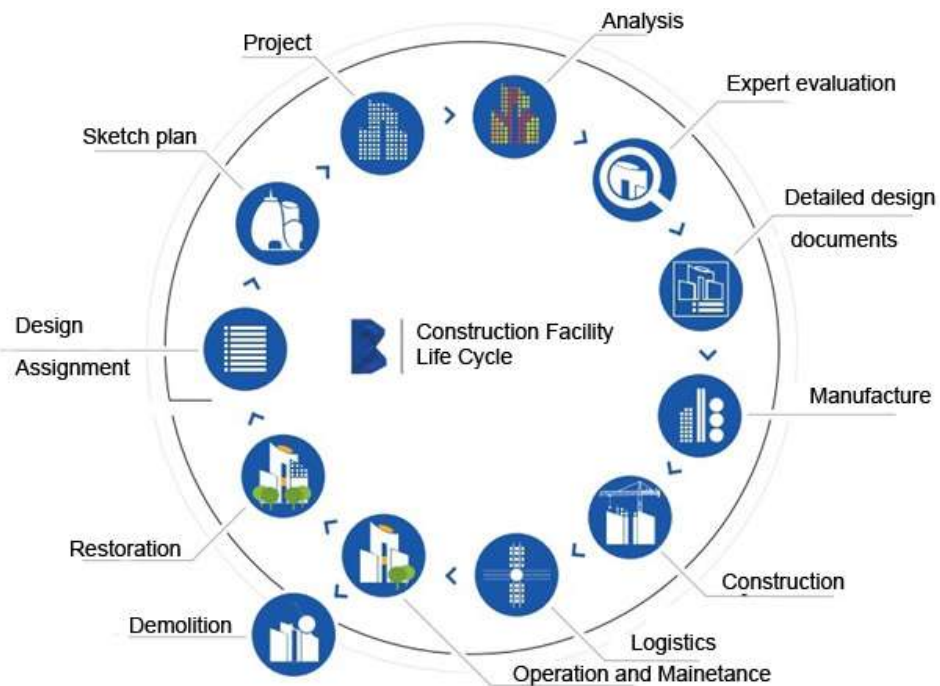 Analysis
Project
Expert evaluation
Sketch plan
Detailed design
documents
Design
Assignment
Construction Facility
Life Cycle
Manufacture
Restoration
Construction
Demolition
Logistics
Operation and Mainetance